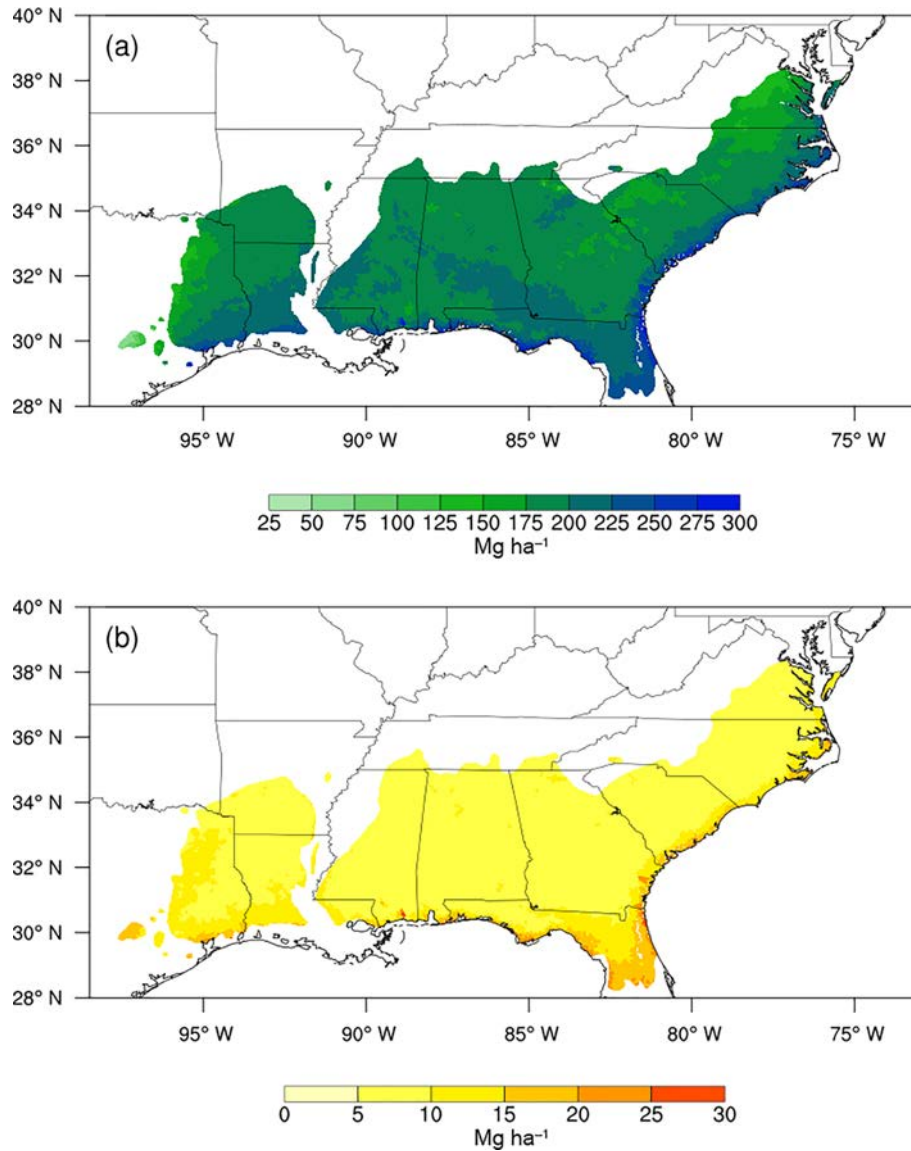 40° N
(a)
38° N
36° N
34° N
32° N
30° N
28° N
95° W 90° W 85° W 80° W 75° W
25 50 75 100 125 150 175 200 225 250 275 300
Mg ha⁻¹
40° N
(b)
38° N
36° N
34° N
32° N
30° N
28° N
95° W 90° W 85° W 80° W 75° W
0 5 10 15 20 25 30
Mg ha⁻¹